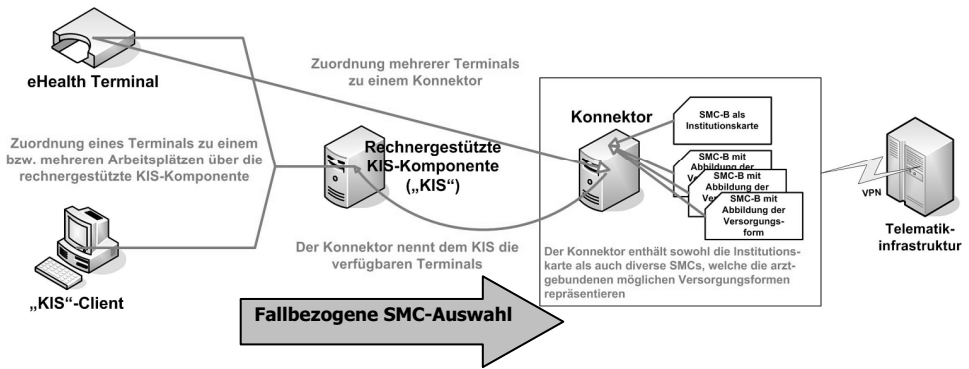 eHealth Terminal
Zuordnung mehrerer Terminals
zu einem Konnektor
Zuordnung eines Terminals zu einem
bzw. mehreren Arbeitsplätzen über die
rechnergestützte KIS-Komponente
Rechnergestützte
KIS-Komponente
(„KIS“)
Konnektor
SMC-B als
Institutionskarte
SMC-B mit
Abbildung der
SMC-B mit
Abbildung der
SMC-B mit
Abbildung der
Versorgungs-
form
VPN
Telematik-
infrastruktur
Der Konnektor nennt dem KIS die
verfügbaren Terminals
Der Konnektor enthält sowohl die Institutions-
karte als auch diverse SMCs, welche die arzt-
gebundenen möglichen Versorgungsformen
repräsentieren
„KIS“-Client
Fallbezogene SMC-Auswahl